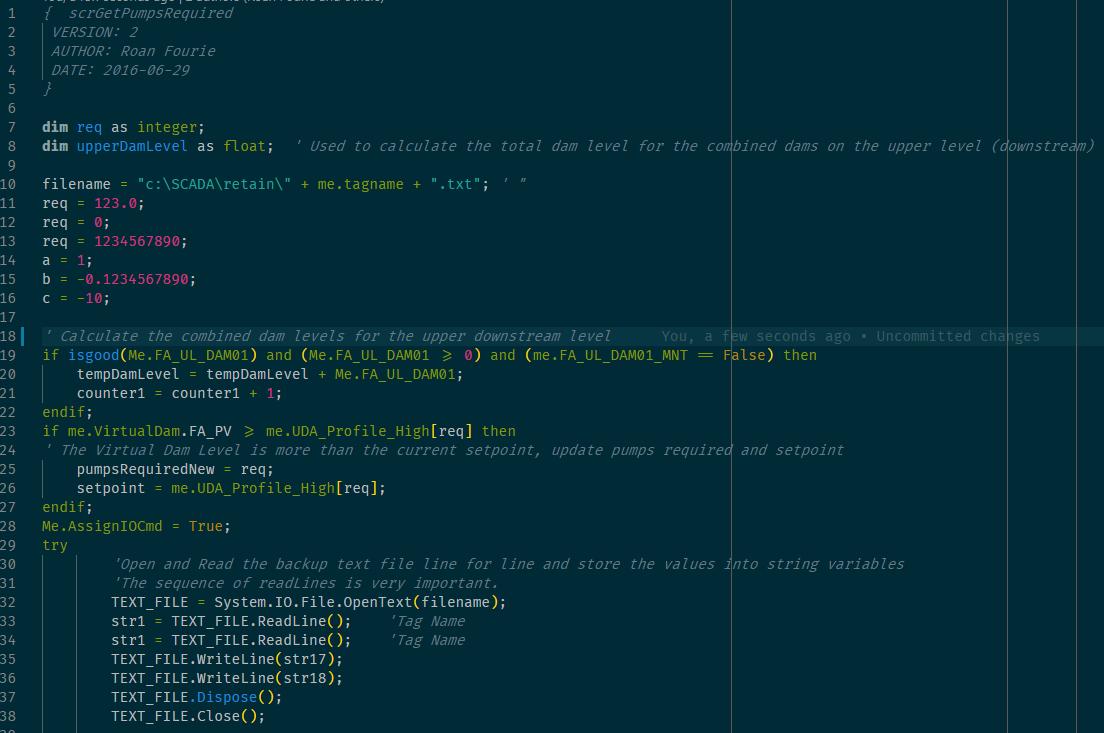 1 { scrGetPumpsRequired
2 VERSION: 2
3 AUTHOR: Roan Fourie
4 DATE: 2016-06-29
5 }
6
7 dim req as integer;
8 dim upperDamLevel as float; ' Used to calculate the total dam level for the combined dams on the upper level (downstream)
9
10 filename = "c:\SCADA\retain\" + me.tagname + ".txt"; ' "
11 req = 123.0;
12 req = 0;
13 req = 1234567890;
14 a = 1;
15 b = -0.1234567890;
16 c = -10;
17
18 ' Calculate the combined dam levels for the upper downstream level You, a few seconds ago • Uncommitted changes
19 if isgood(Me.FA_UL_DAM01) and (Me.FA_UL_DAM01 >= 0) and (me.FA_UL_DAM01_MNT == False) then
20 tempDamLevel = tempDamLevel + Me.FA_UL_DAM01;
21 counter1 = counter1 + 1;
22 endif;
23 if me.VirtualDam.FA_PV >= me.UDA_Profile_High[req] then
24 ' The Virtual Dam Level is more than the current setpoint, update pumps required and setpoint
25 pumpsRequiredNew = req;
26 setpoint = me.UDA_Profile_High[req];
27 endif;
28 Me.AssignIOCmd = True;
29 try
30 'Open and Read the backup text file line for line and store the values into string variables
31 'The sequence of readLines is very important.
32 TEXT_FILE = System.IO.File.OpenText(filename);
33 str1 = TEXT_FILE.ReadLine(); 'Tag Name
34 str1 = TEXT_FILE.ReadLine(); 'Tag Name
35 TEXT_FILE.WriteLine(str17);
36 TEXT_FILE.WriteLine(str18);
37 TEXT_FILE.Dispose();
38 TEXT_FILE.Close();